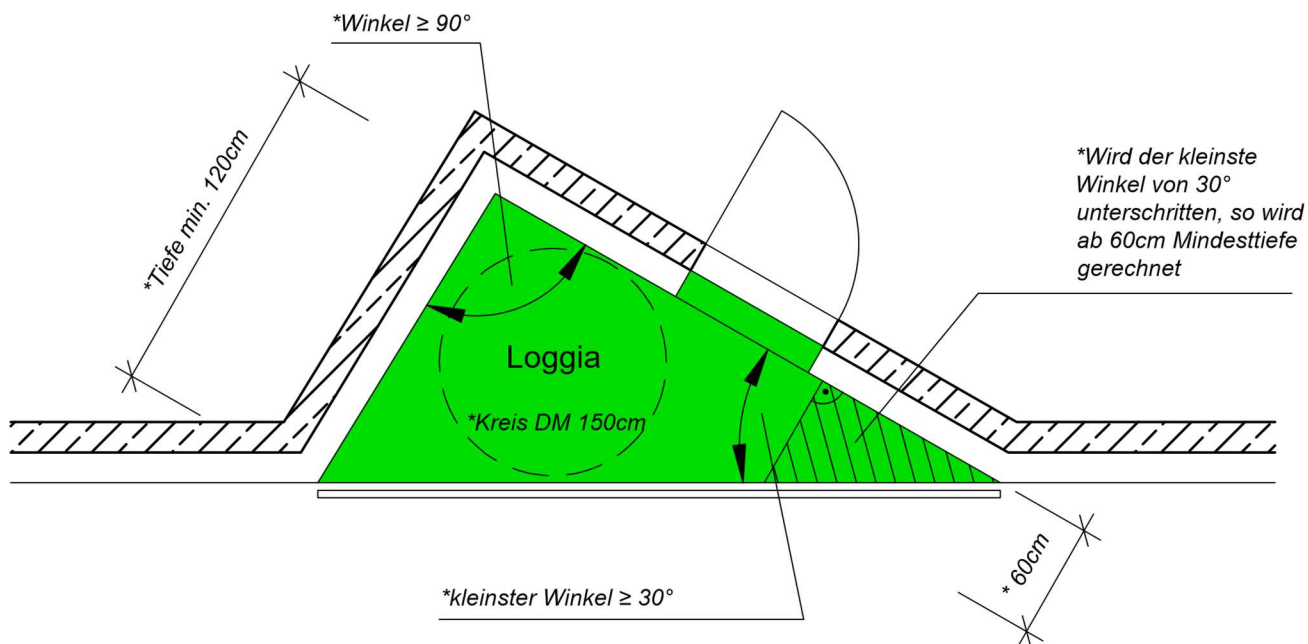 *Winkel ≥ 90°
*Tiefe min. 120cm
*Wird der kleinste
Winkel von 30°
unterschritten, so wird
ab 60cm Mindesttiefe
gerechnet
Loggia
*Kreis DM 150cm
* 60cm
*kleinster Winkel ≥ 30°